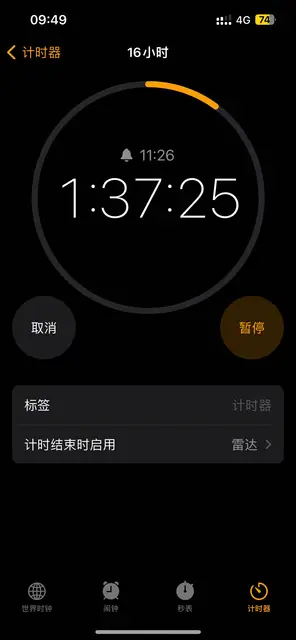 09:49
4G 74
计时器
16小时
11:26
1:37:25
取消
暂停
标签
计时器
计时结束时启用
雷达
世界时钟
闹钟
秒表
计时器